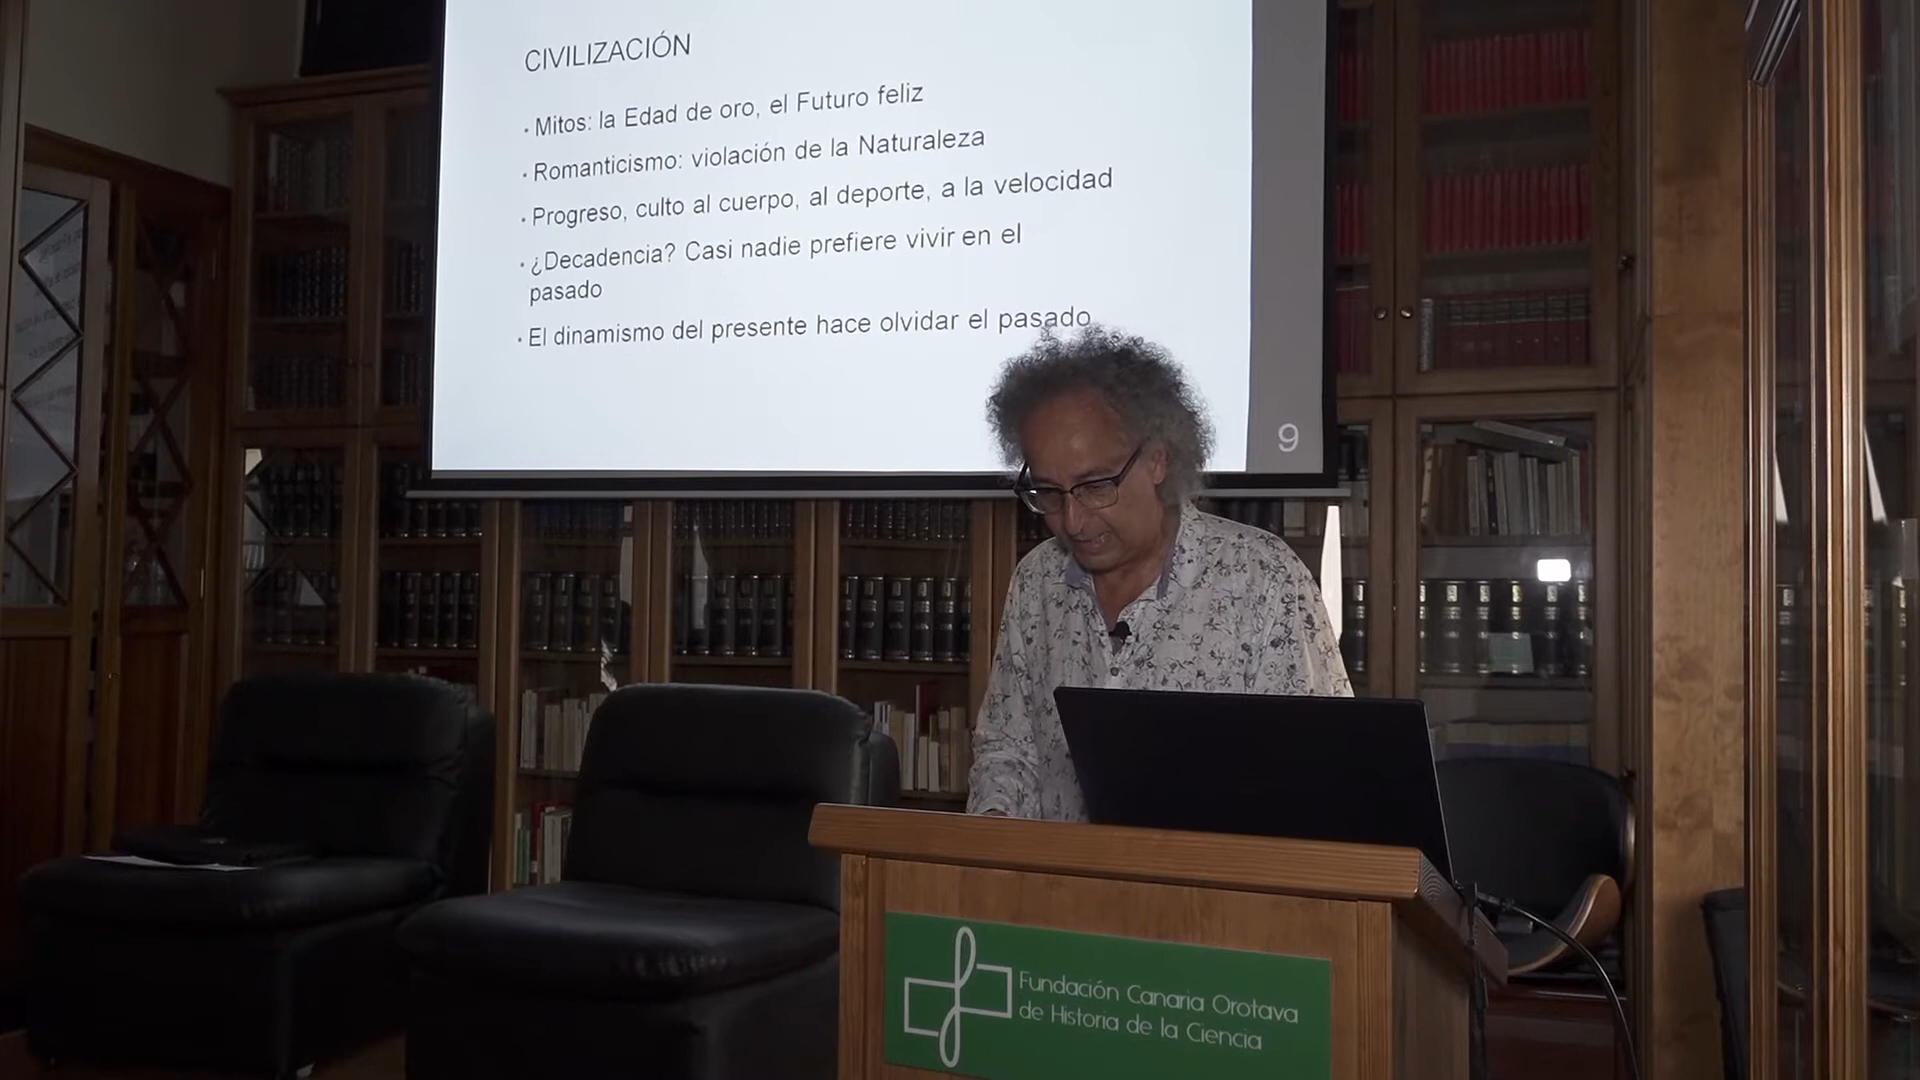 CIVILIZACIÓN
• Mitos: la Edad de oro, el Futuro feliz
• Romanticismo: violación de la Naturaleza
• Progreso, culto al cuerpo, al deporte, a la velocidad
• ¿Decadencia? Casi nadie prefiere vivir en el
pasado
• El dinamismo del presente hace olvidar el pasado
9
Fundación Canaria Orotava
de Historia de la Ciencia